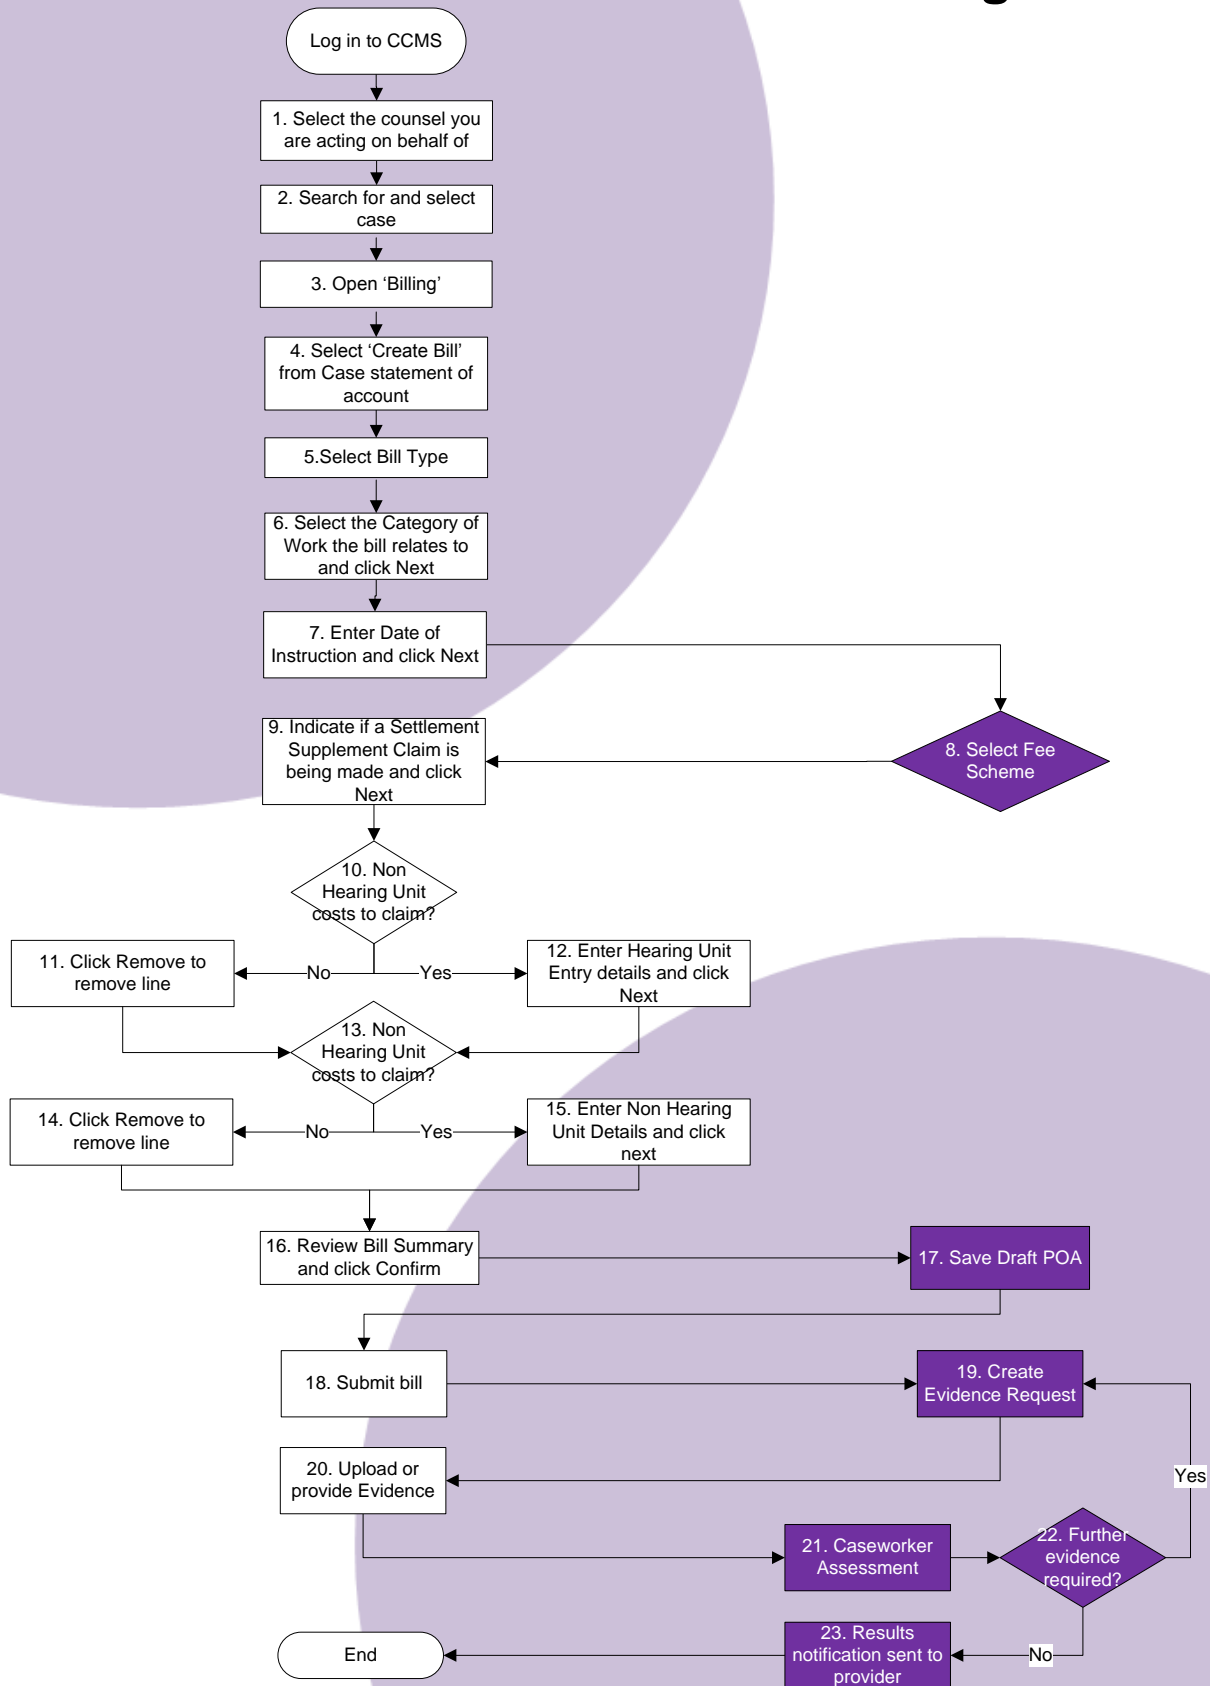 g
Log in to CCMS
1. Select the counsel you
are acting on behalf of
2. Search for and select
case
3. Open ‘Billing’
4. Select ‘Create Bill’
from Case statement of
account
5.Select Bill Type
6. Select the Category of
Work the bill relates to
and click Next
7. Enter Date of
Instruction and click Next
8. Select Fee
Scheme
9. Indicate if a Settlement
Supplement Claim is
being made and click
Next
10. Non
Hearing Unit
costs to claim?
No
Yes
11. Click Remove to
remove line
12. Enter Hearing Unit
Entry details and click
Next
13. Non
Hearing Unit
costs to claim?
No
Yes
14. Click Remove to
remove line
15. Enter Non Hearing
Unit Details and click
next
16. Review Bill Summary
and click Confirm
17. Save Draft POA
18. Submit bill
19. Create
Evidence Request
20. Upload or
provide Evidence
Yes
21. Caseworker
Assessment
22. Further
evidence
required?
No
23. Results
notification sent to
provider
End